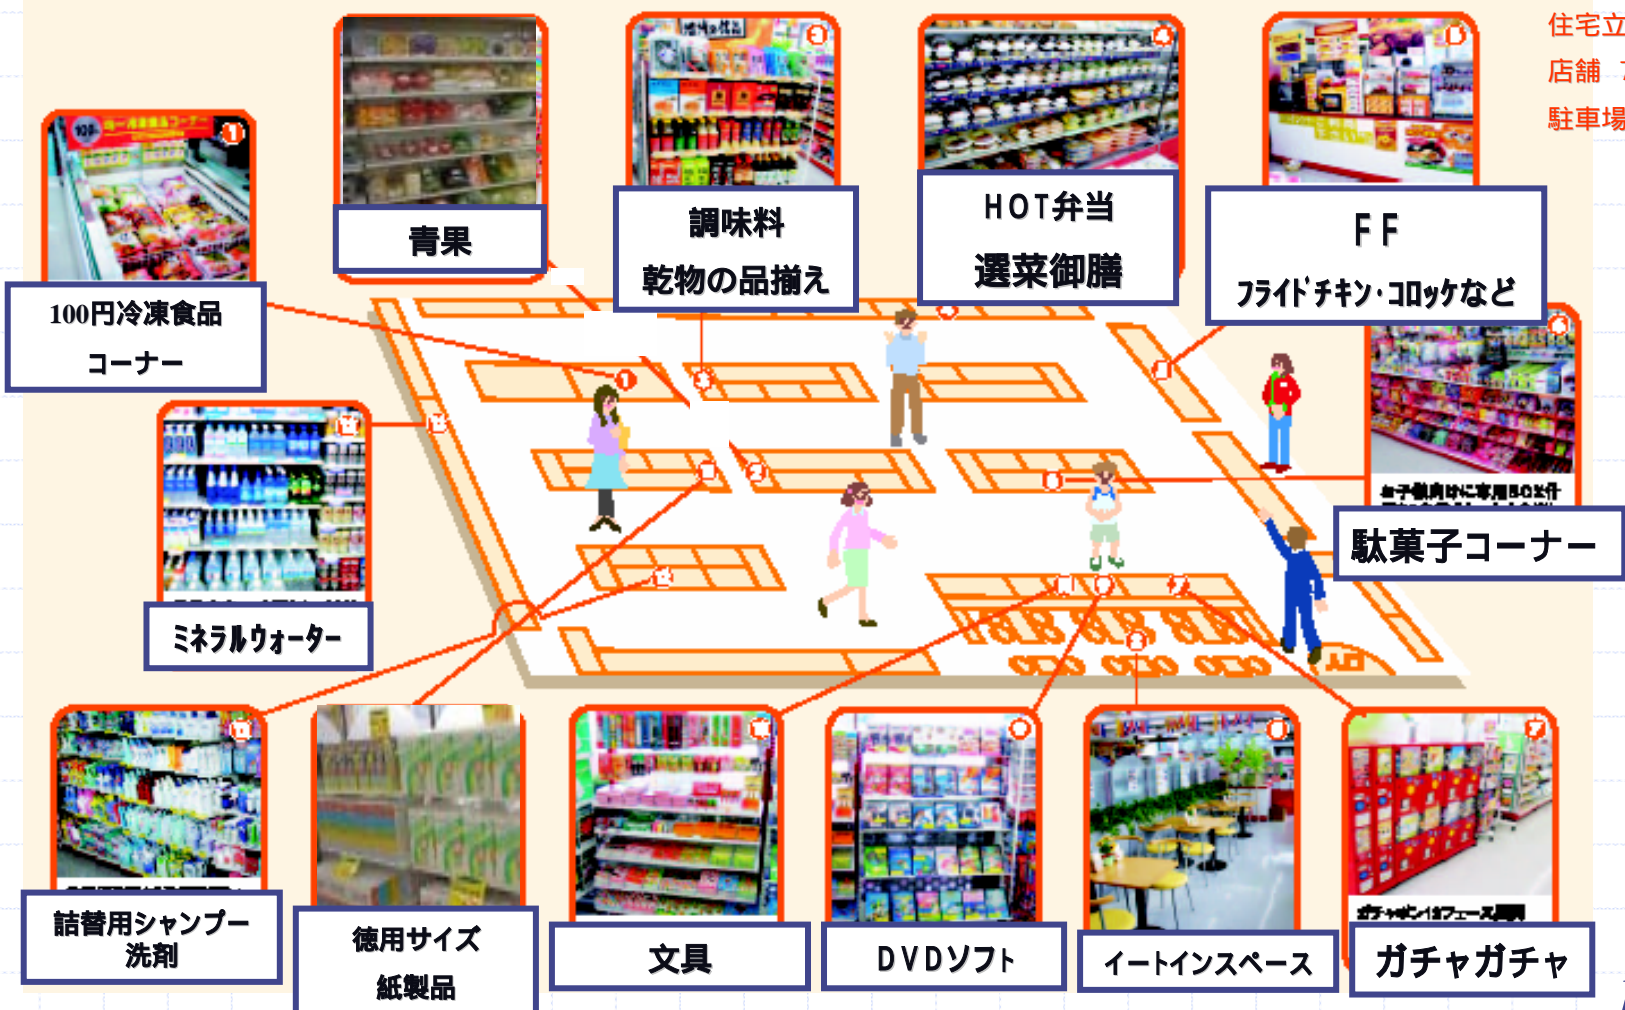 住宅立
店舗
駐車場
青果
調味料
乾物の品揃え
HOT弁当
選菜御膳
FF
フライドチキン・コロッケなど
100円冷凍食品
コーナー
駄菓子コーナー
ミネラルウォーター
詰替用シャンプー
洗剤
徳用サイズ
紙製品
文具
DVDソフト
イートインスペース
ガチャガチャ